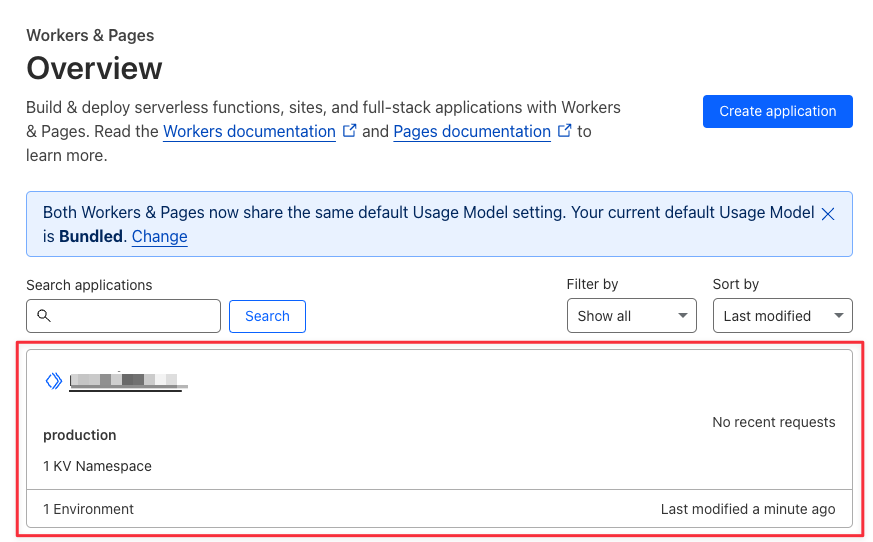 Workers & Pages
Overview
Build & deploy serverless functions, sites, and full-stack applications with Workers
& Pages. Read the Workers documentation and Pages documentation to
learn more.
Create application
Both Workers & Pages now share the same default Usage Model setting. Your current default Usage Model
is Bundled. Change
Search applications
Search
Filter by
Show all
Sort by
Last modified
production
No recent requests
1 KV Namespace
1 Environment
Last modified a minute ago